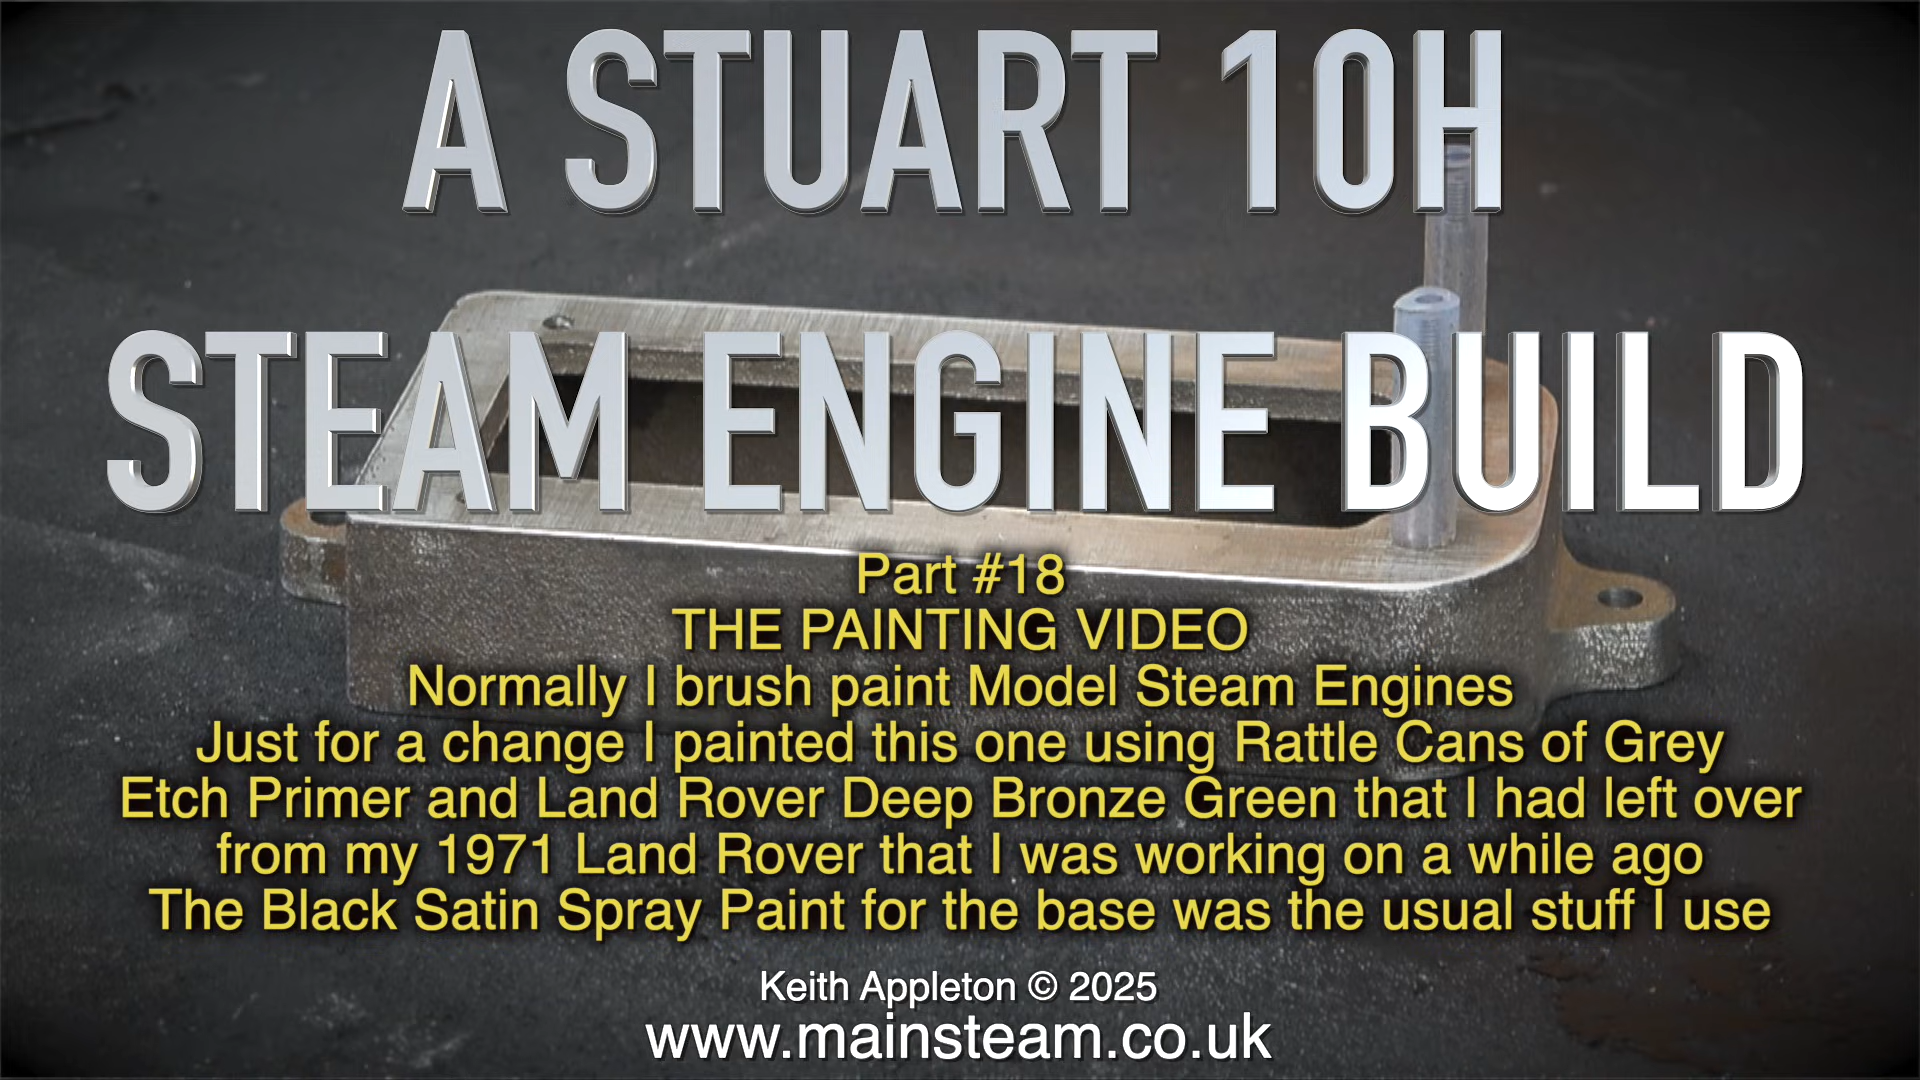 A STUART 10H
STEAM ENGINE BUILD
Part #18
THE PAINTING VIDEO
Normally I brush paint Model Steam Engines
Just for a change I painted this one using Rattle Cans of Grey
Etch Primer and Land Rover Deep Bronze Green that I had left over
from my 1971 Land Rover that I was working on a while ago
The Black Satin Spray Paint for the base was the usual stuff I use
Keith Appleton © 2025
www.mainsteam.co.uk